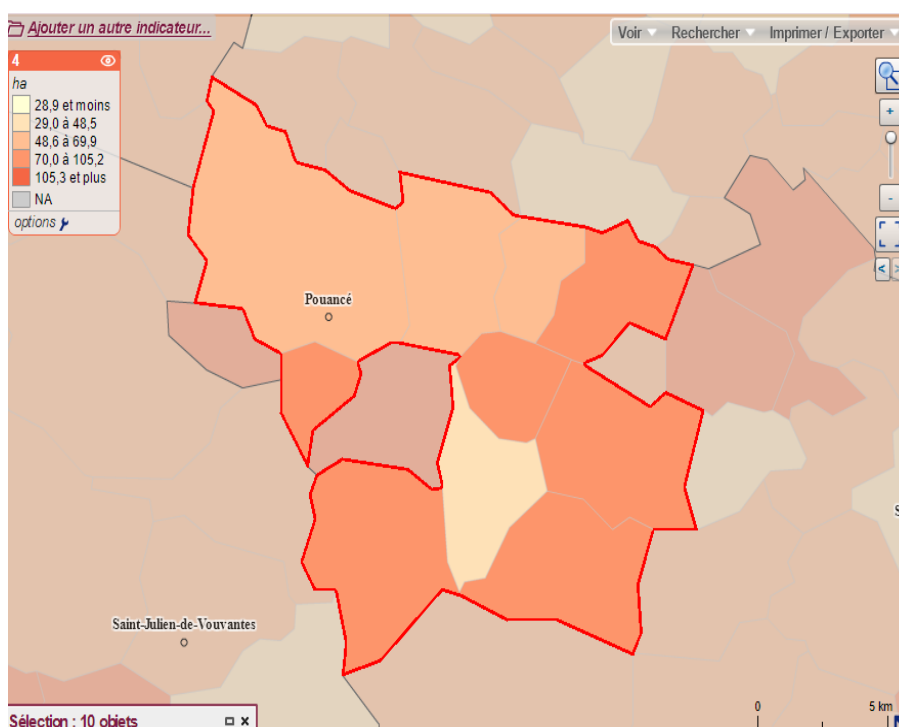 Ajouter un autre indicateur...
Voir Rechercher Imprimer / Exporter
4
ha
28,9 et moins
29,0 à 48,5
48,6 à 69,9
70,0 à 105,2
105,3 et plus
NA
options
+
-
< >
Pouancé
S
Saint-Julien-de-Vouvantes
Sélection : 10 objets
0 5 km
N